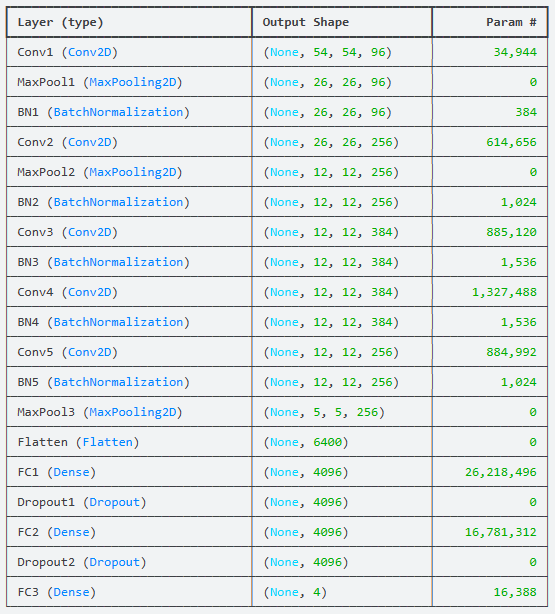 Layer (type) Output Shape Param #
Conv1 (Conv2D) (None, 54, 54, 96) 34,944
MaxPool1 (MaxPooling2D) (None, 26, 26, 96) 0
BN1 (BatchNormalization) (None, 26, 26, 96) 384
Conv2 (Conv2D) (None, 26, 26, 256) 614,656
MaxPool2 (MaxPooling2D) (None, 12, 12, 256) 0
BN2 (BatchNormalization) (None, 12, 12, 256) 1,024
Conv3 (Conv2D) (None, 12, 12, 384) 885,120
BN3 (BatchNormalization) (None, 12, 12, 384) 1,536
Conv4 (Conv2D) (None, 12, 12, 384) 1,327,488
BN4 (BatchNormalization) (None, 12, 12, 384) 1,536
Conv5 (Conv2D) (None, 12, 12, 256) 884,992
BN5 (BatchNormalization) (None, 12, 12, 256) 1,024
MaxPool3 (MaxPooling2D) (None, 5, 5, 256) 0
Flatten (Flatten) (None, 6400) 0
FC1 (Dense) (None, 4096) 26,218,496
Dropout1 (Dropout) (None, 4096) 0
FC2 (Dense) (None, 4096) 16,781,312
Dropout2 (Dropout) (None, 4096) 0
FC3 (Dense) (None, 4) 16,388